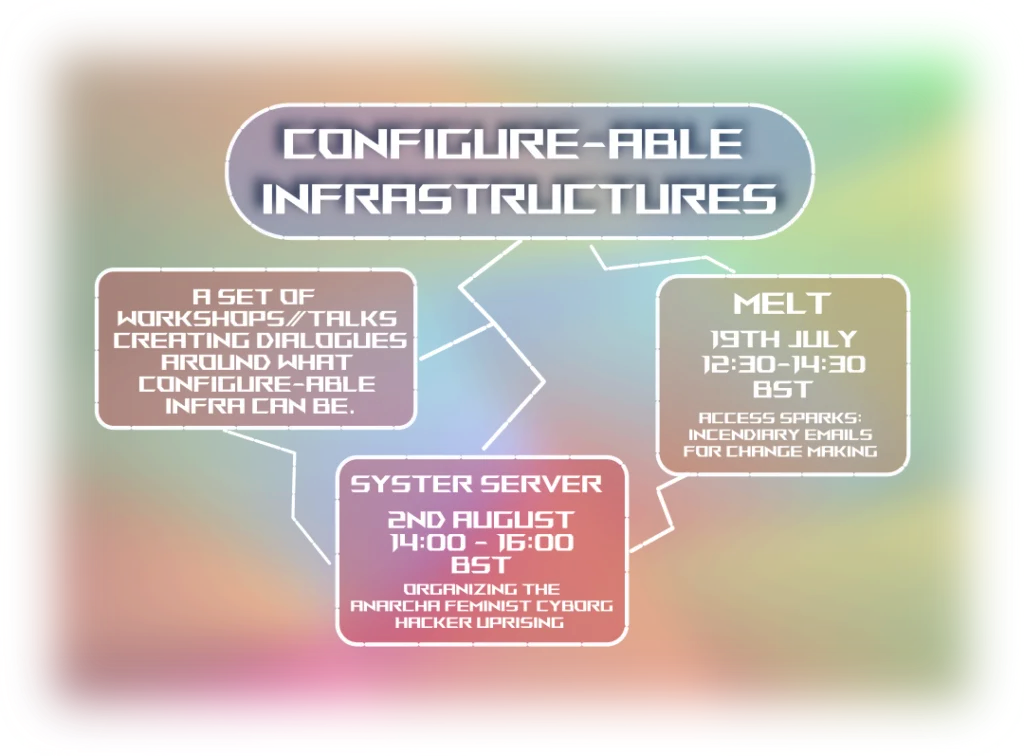 CONFIGURE-ABLE
INFRASTRUCTURES
A SET OF
WORKSHOPS//TALKS
CREATING DIALOGUES
AROUND WHAT
CONFIGURE-ABLE
INFRA CAN BE.
MELT
19TH JULY
12:30-14:30
BST
ACCESS SPARKS:
INCENDIARY EMAILS
FOR CHANGE MAKING
SYSTER SERVER
2ND AUGUST
14:00 - 16:00
BST
ORGANIZING THE
ANARCHA FEMINIST CYBORG
HACKER UPRISING